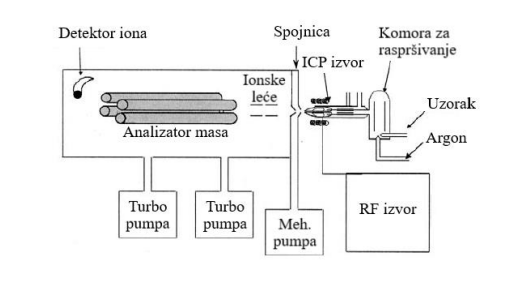 Detektor iona
Spojnica
Komora za
raspršivanje
ICP izvor
Ionske
leće
Uzorak
Analizator masa
Argon
Turbo
pumpa
Turbo
pumpa
Meh.
pumpa
RF izvor